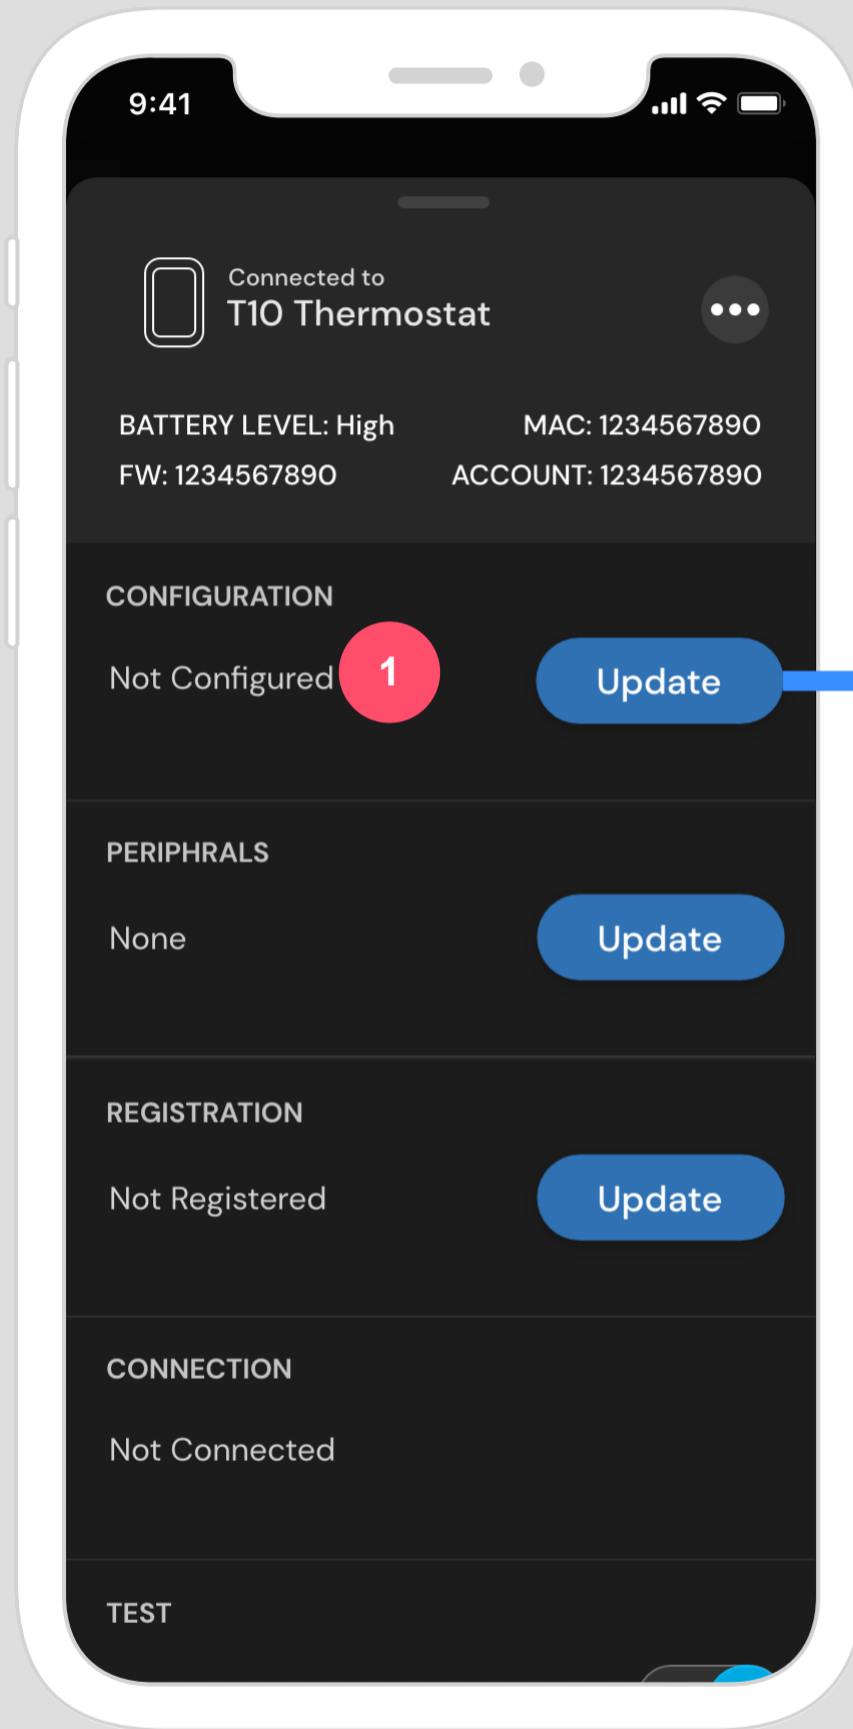 9:41
Connected to
T10 Thermostat
BATTERY LEVEL: High MAC: 1234567890
FW: 1234567890 ACCOUNT: 1234567890
CONFIGURATION
Not Configured 1 Update
PERIPHRALS
None Update
REGISTRATION
Not Registered Update
CONNECTION
Not Connected
TEST